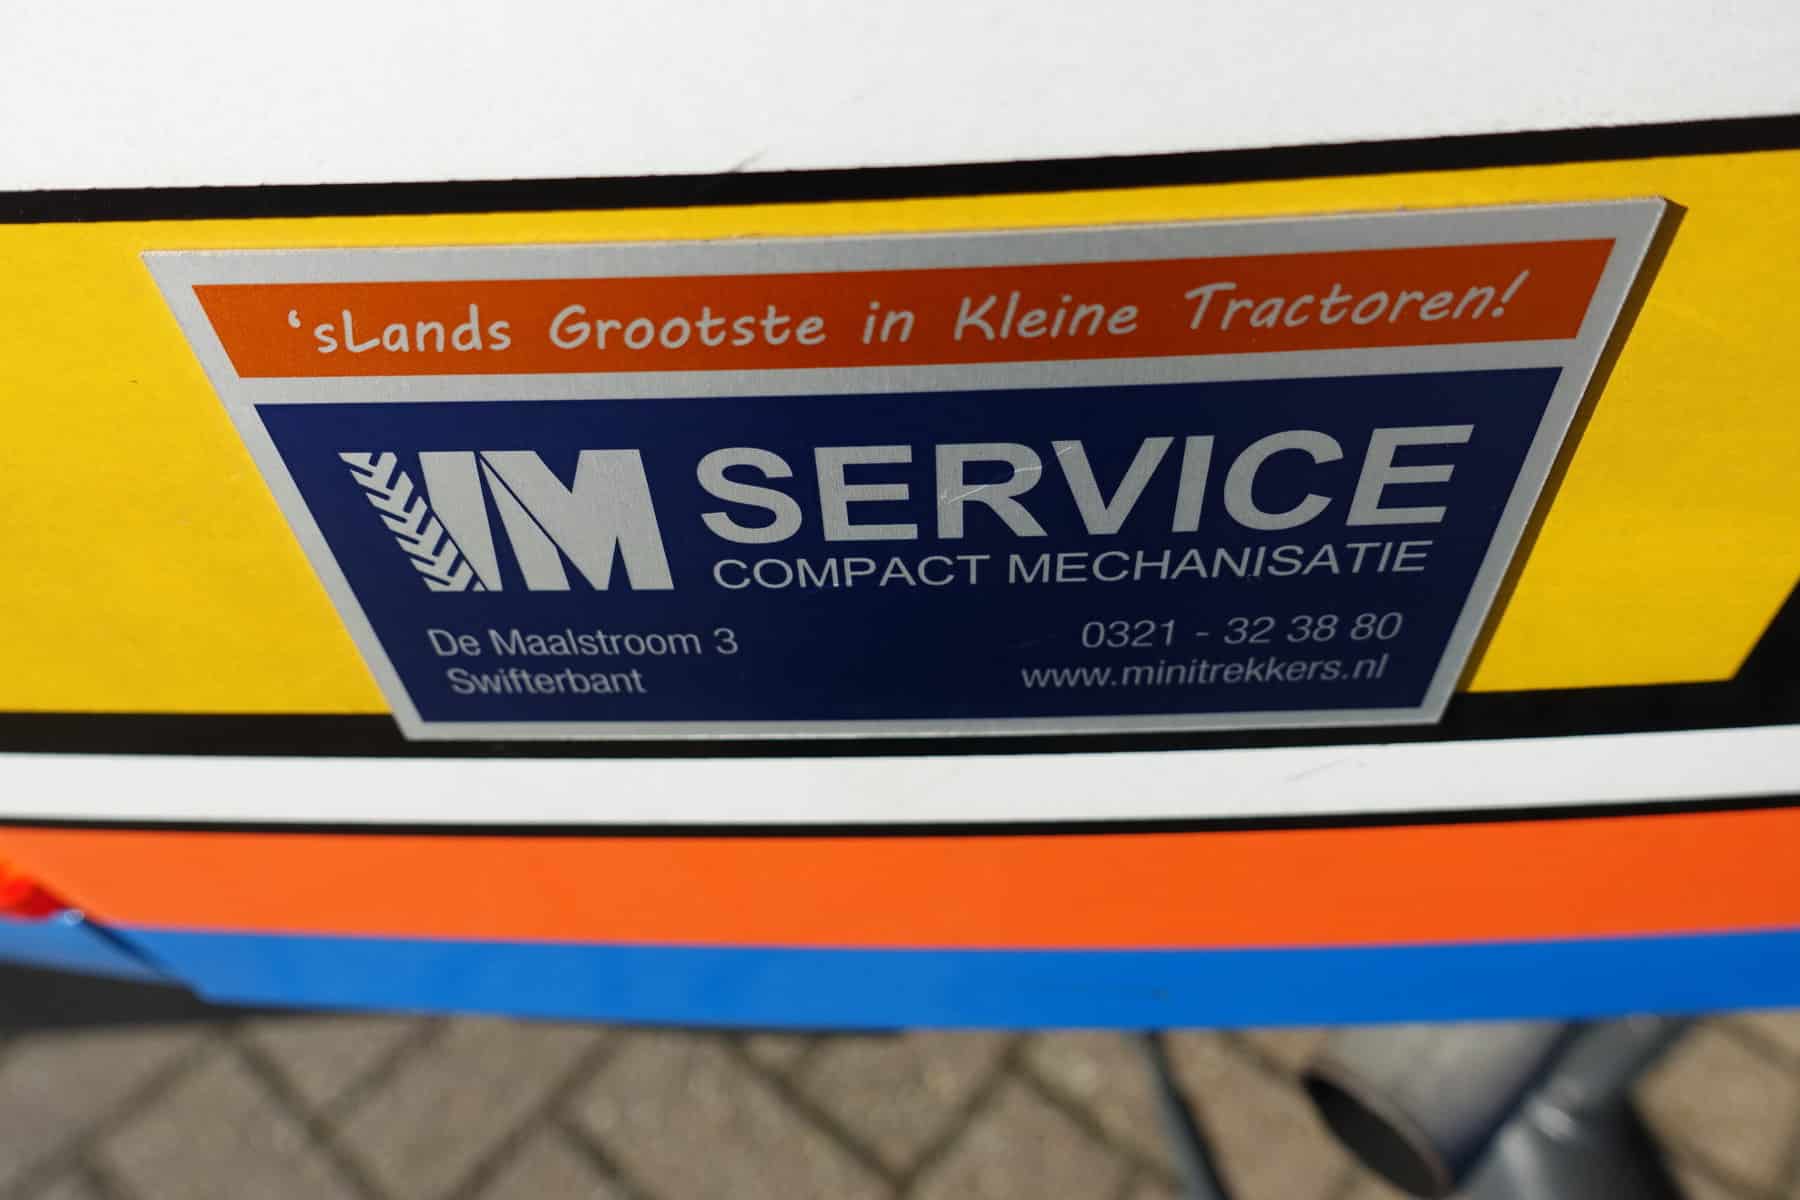 ‘sLands Grootste in Kleine Tractoren!
IM SERVICE
COMPACT MECHANISATIE
De Maalstroom 3
Swifterbant
0321 - 32 38 80
www.minitrekkers.nl